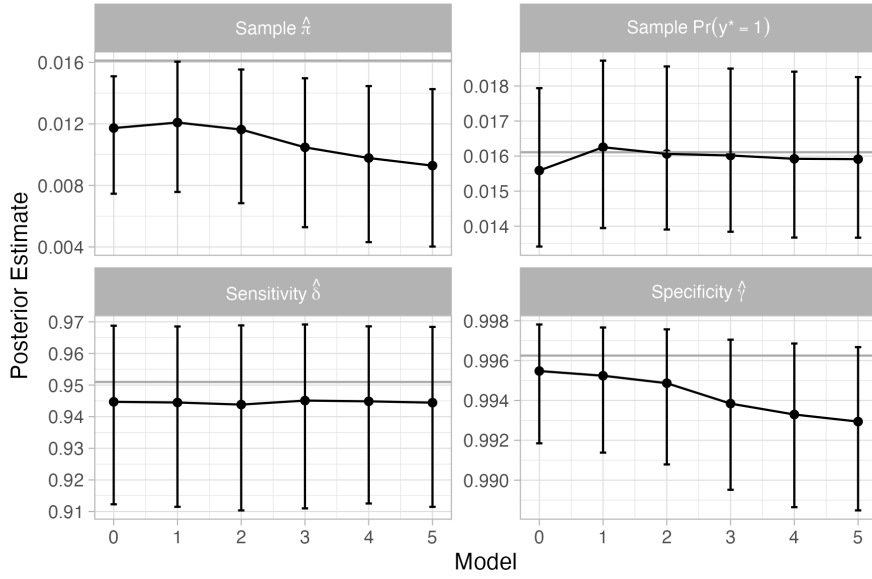 Sample π̂
Sample Pr(y* = 1)
0.016
0.012
0.008
0.004
0.018
0.017
0.016
0.015
0.014
Posterior Estimate
Sensitivity δ̂
Specificity γ̂
0.97
0.96
0.95
0.94
0.93
0.92
0.91
0.998
0.996
0.994
0.992
0.990
0 1 2 3 4 5
0 1 2 3 4 5
Model